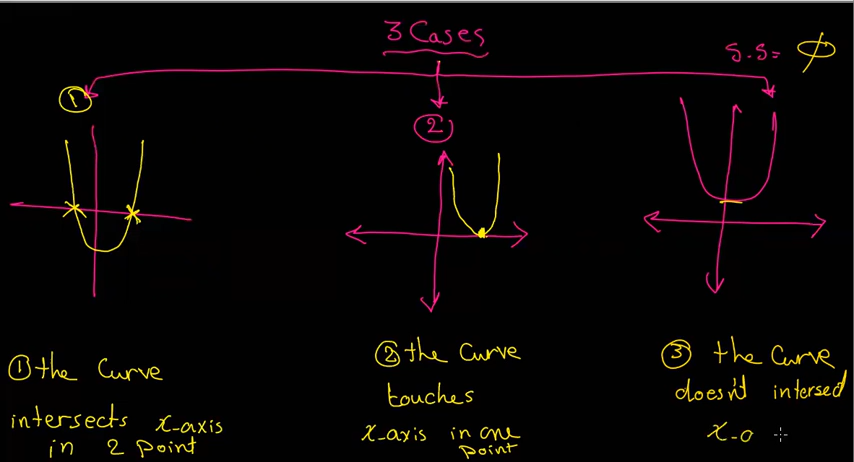 3 Cases
S.S= ϕ
①
②
① the Curve
intersects x-axis
in 2 point
② the Curve
touches
x-axis in one
point
③ the Curve
doesn't intersect
x-a